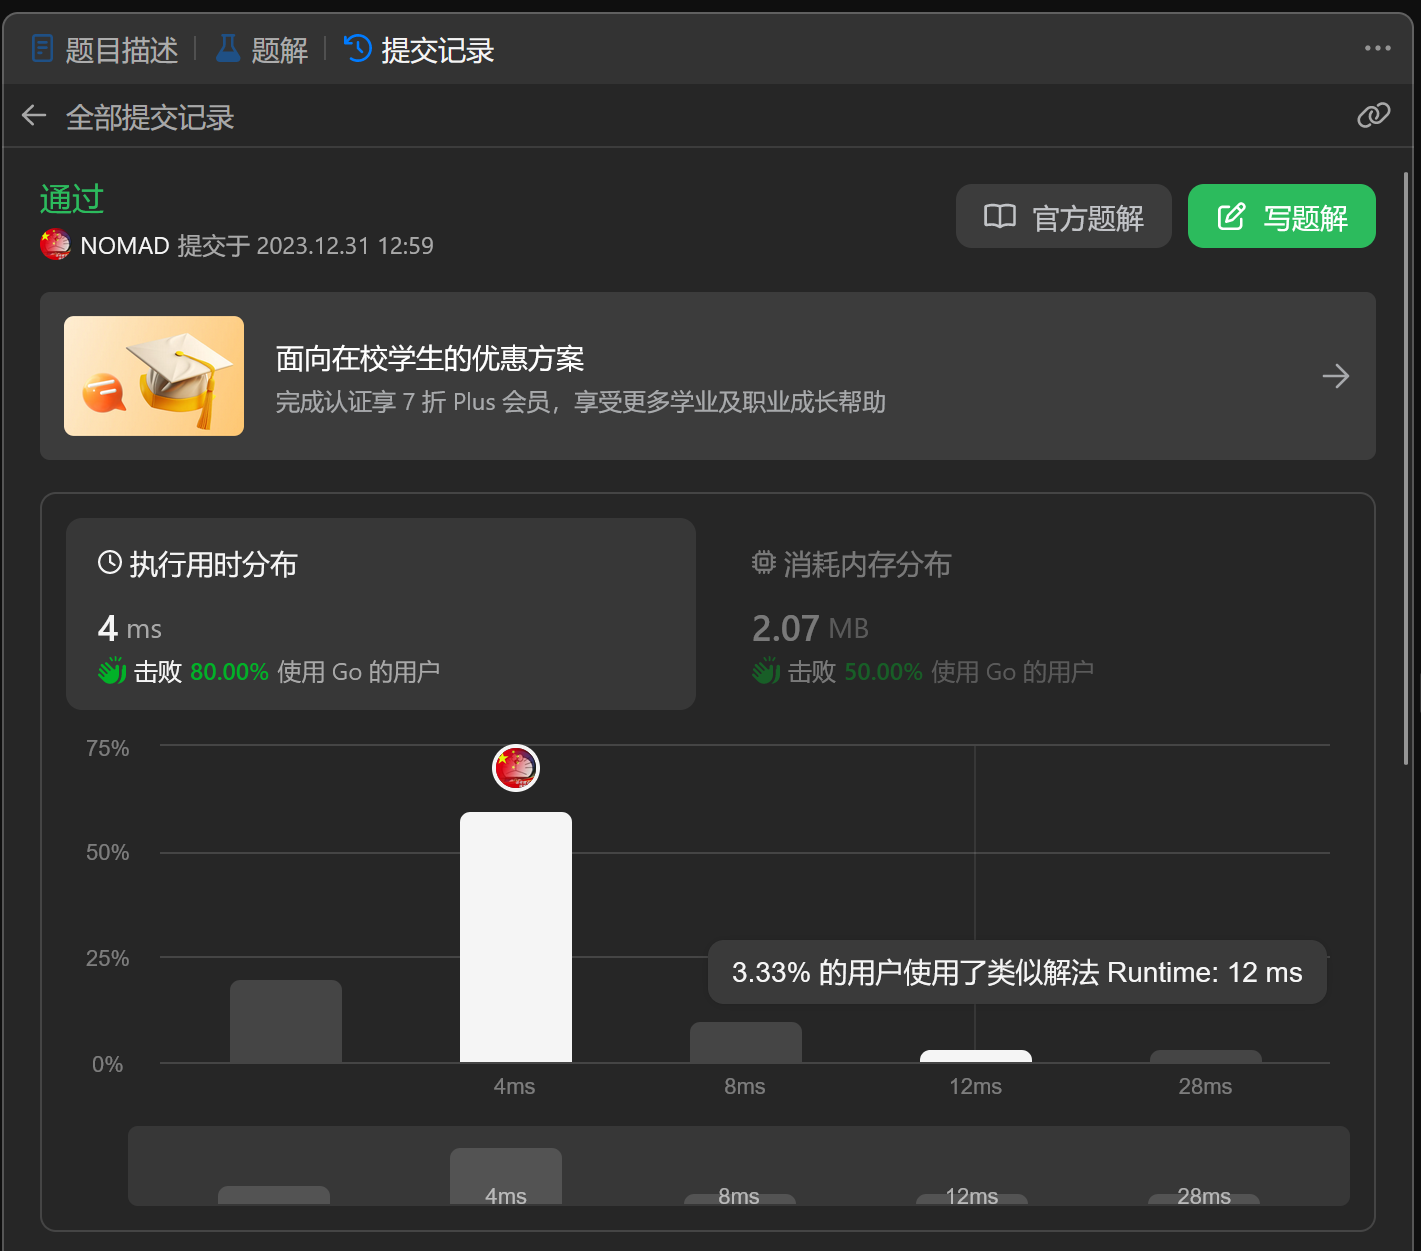 题目描述 题解 提交记录
全部提交记录
通过
NOMAD 提交于 2023.12.31 12:59
官方题解
写题解
面向在校学生的优惠方案
完成认证享 7 折 Plus 会员，享受更多学业及职业成长帮助
执行用时分布
4 ms
击败 80.00% 使用 Go 的用户
消耗内存分布
2.07 MB
击败 50.00% 使用 Go 的用户
75%
50%
25%
0%
3.33% 的用户使用了类似解法 Runtime: 12 ms
4ms 8ms 12ms 28ms
4ms 8ms 12ms 28ms